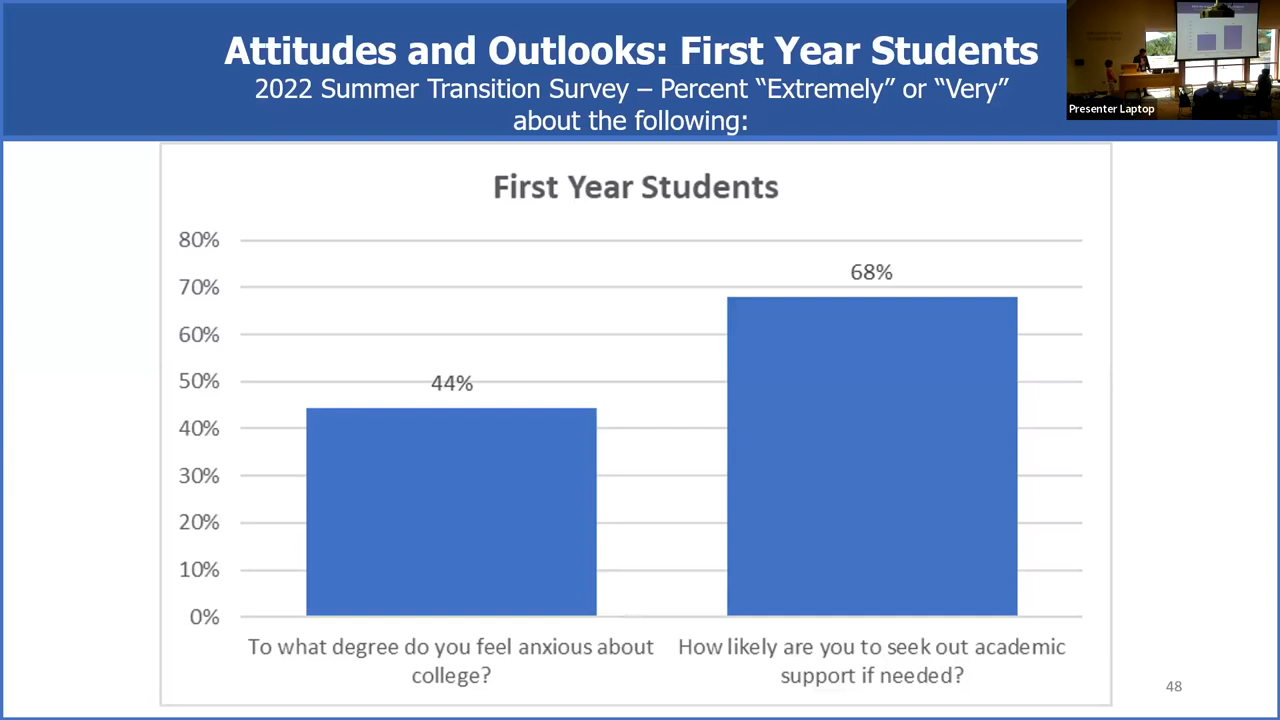 Attitudes and Outlooks: First Year Students
2022 Summer Transition Survey – Percent “Extremely” or “Very”
about the following:
Presenter Laptop
First Year Students
80%
70%
60%
50%
40%
30%
20%
10%
0%
44%
68%
To what degree do you feel anxious about
college?
How likely are you to seek out academic
support if needed?
48